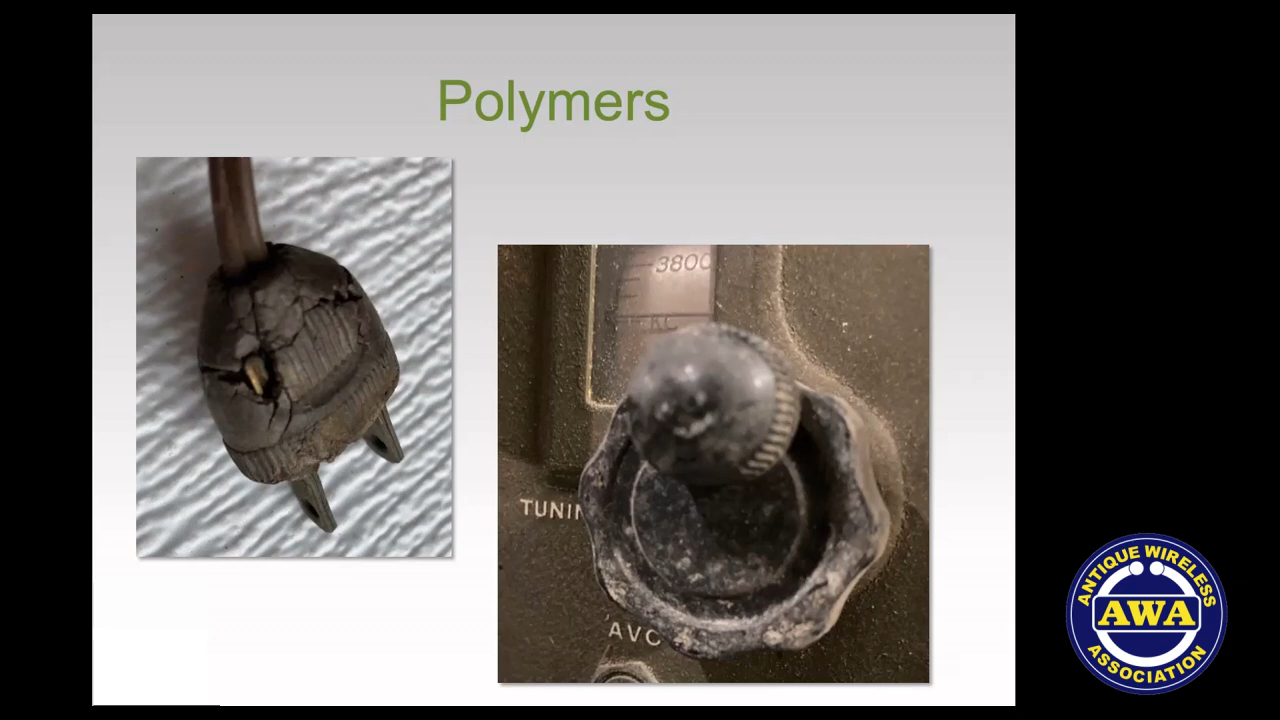 Polymers
3800
TUNIN
AVC
ANTIQUE WIRELESS
AWA
ASSOCIATION